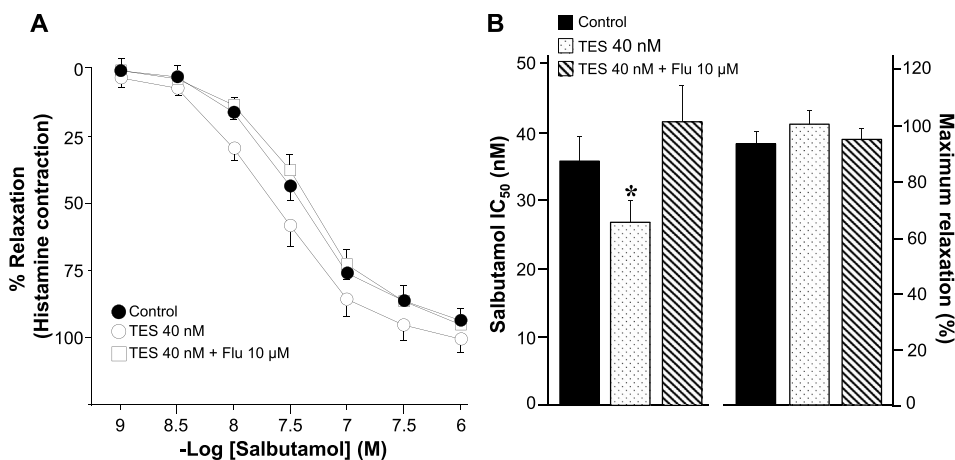 A
0
25
50
75
100
% Relaxation
(Histamine contraction)
Control
TES 40 nM
TES 40 nM + Flu 10 µM
9 8.5 8 7.5 7 7.5 6
-Log [Salbutamol] (M)
B
Control
TES 40 nM
TES 40 nM + Flu 10 µM
50
40
30
20
10
0
Salbutamol IC50 (nM)
*
120
100
80
60
40
20
0
Maximum relaxation (%)